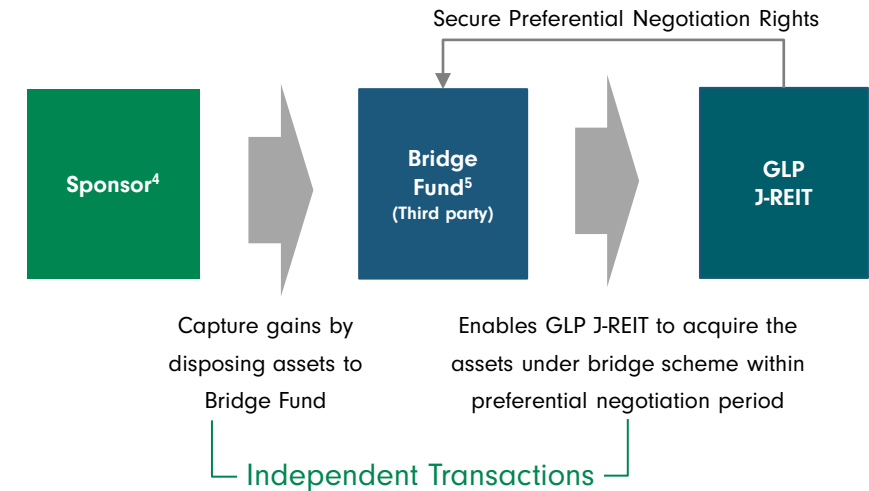 Secure Preferential Negotiation Rights
Sponsor4
Bridge
Fund5
(Third party)
GLP
J-REIT
Capture gains by
disposing assets to
Bridge Fund
Enables GLP J-REIT to acquire the
assets under bridge scheme within
preferential negotiation period
Independent Transactions